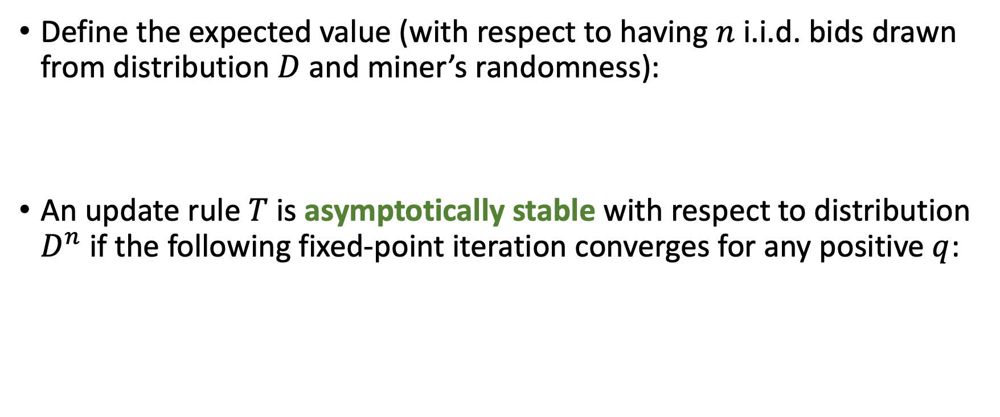 • Define the expected value (with respect to having n i.i.d. bids drawn
from distribution D and miner’s randomness):
• An update rule T is asymptotically stable with respect to distribution
Dⁿ if the following fixed-point iteration converges for any positive q: